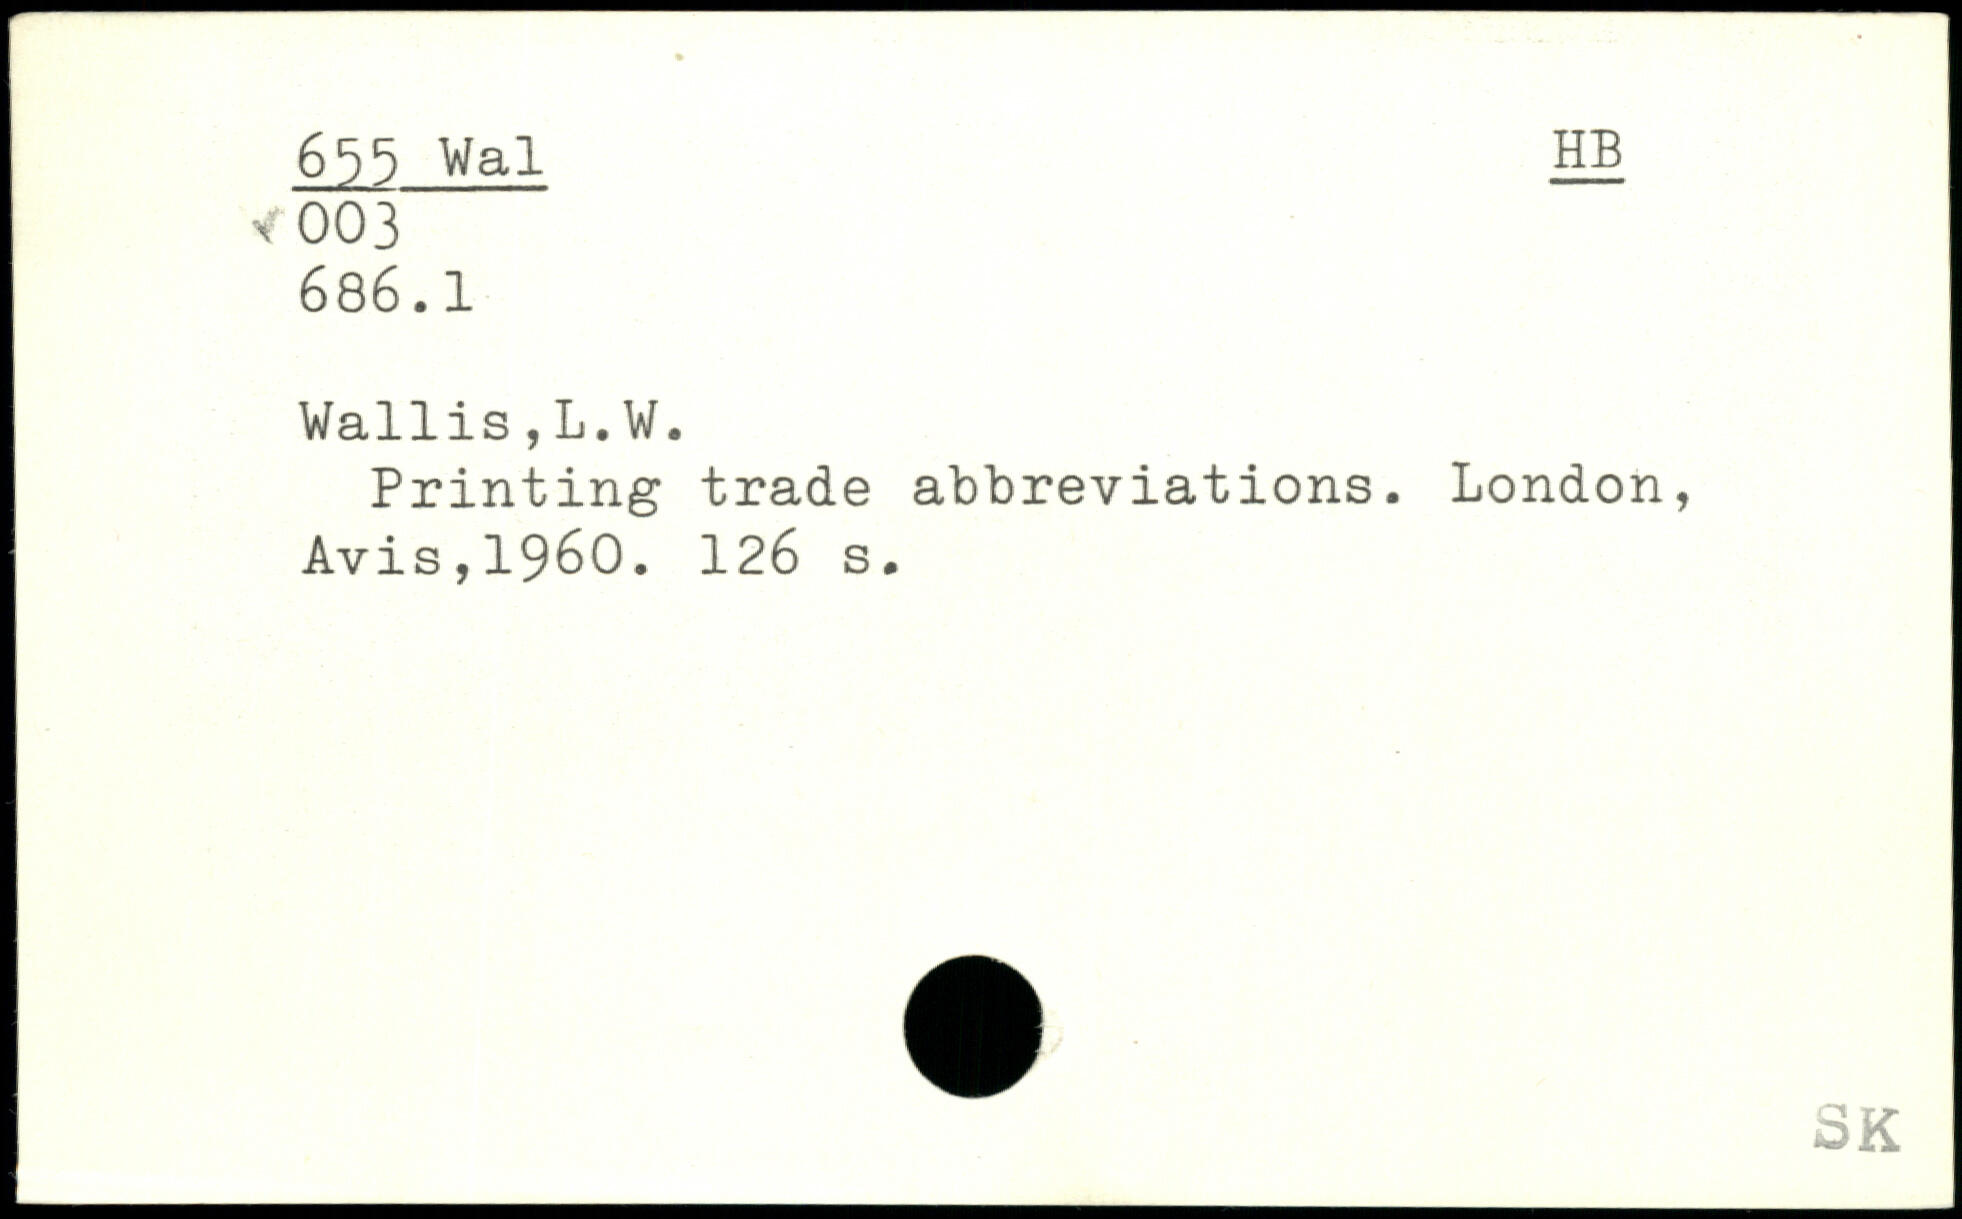 655 Wal HB
003
686.1
Wallis,L.W.
Printing trade abbreviations. London,
Avis,1960. 126 s.
SK